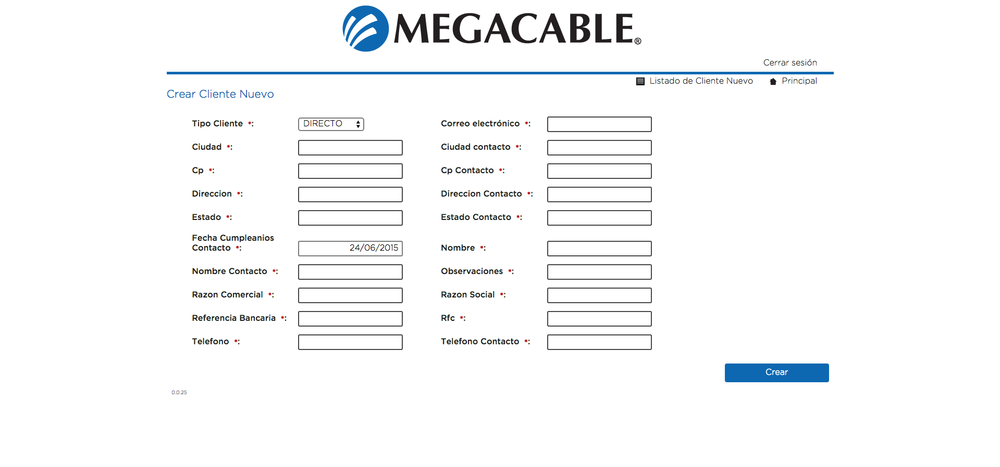 MEGACABLE®
Cerrar sesión
Listado de Cliente Nuevo Principal
Crear Cliente Nuevo
Tipo Cliente *: DIRECTO Correo electrónico *:
Ciudad *: Ciudad contacto *:
Cp *: Cp Contacto *:
Direccion *: Direccion Contacto *:
Estado *: Estado Contacto *:
Fecha Cumpleanios
Contacto *: 24/06/2015 Nombre *:
Nombre Contacto *: Observaciones *:
Razon Comercial *: Razon Social *:
Referencia Bancaria *: Rfc *:
Telefono *: Telefono Contacto *:
Crear
0.0.25